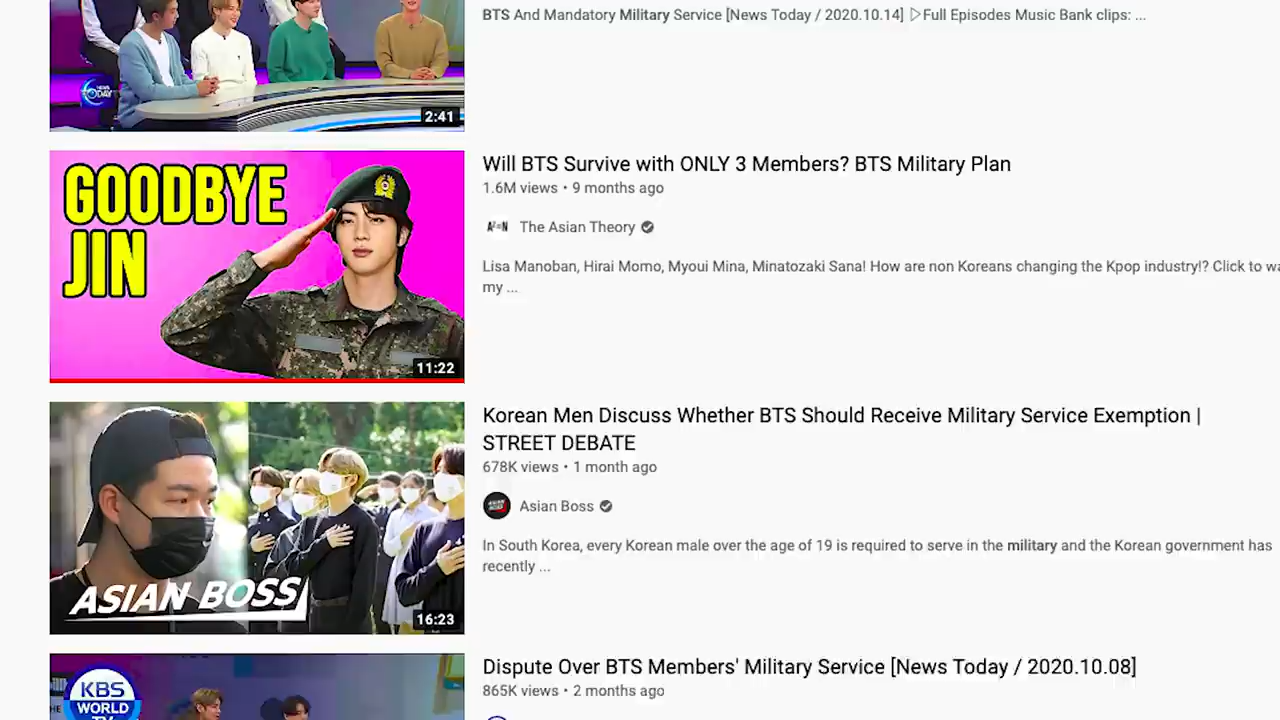 BTS And Mandatory Military Service [News Today / 2020.10.14] ▷Full Episodes Music Bank clips: ...
NEWS
TODAY
2:41
GOODBYE
JIN
11:22
Will BTS Survive with ONLY 3 Members? BTS Military Plan
1.6M views • 9 months ago
The Asian Theory
Lisa Manoban, Hirai Momo, Myoui Mina, Minatozaki Sana! How are non Koreans changing the Kpop industry!? Click to wa
my ...
ASIAN BOSS
16:23
Korean Men Discuss Whether BTS Should Receive Military Service Exemption |
STREET DEBATE
678K views • 1 month ago
ASIAN
BOSS
Asian Boss
In South Korea, every Korean male over the age of 19 is required to serve in the military and the Korean government has
recently ...
KBS
WORLD
TV
Dispute Over BTS Members' Military Service [News Today / 2020.10.08]
865K views • 2 months ago